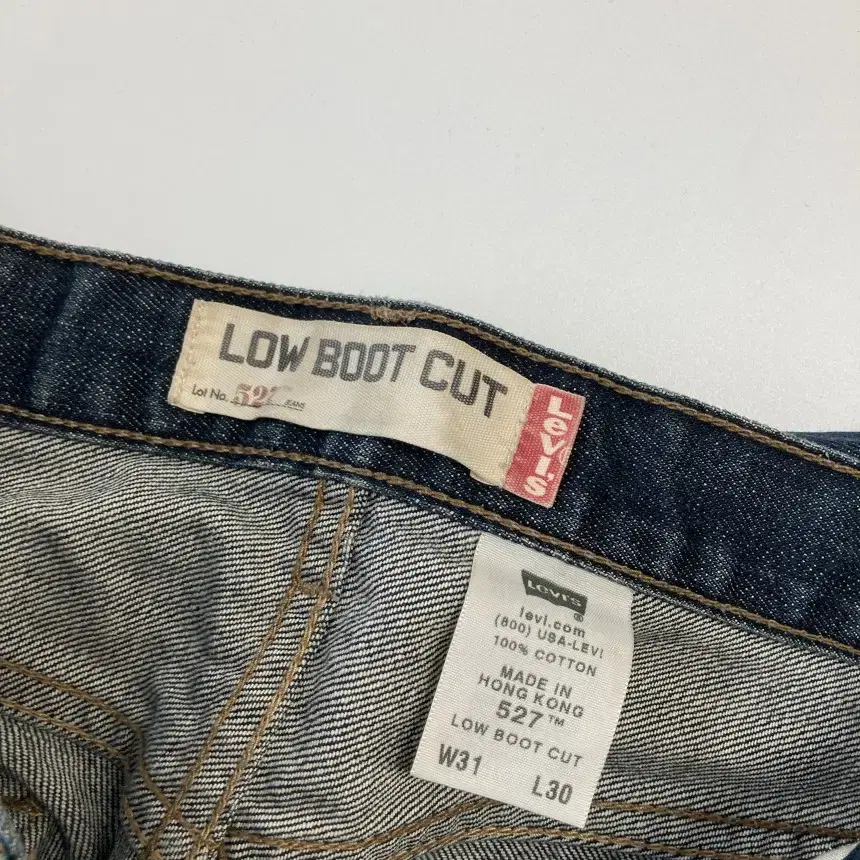 LOW BOOT CUT
Lot No. 527 JEANS
LEVI'S
LEVI'S
®
levi.com
(800) USA-LEVI
100% COTTON
MADE IN
HONG KONG
527™
LOW BOOT CUT
W31 L30